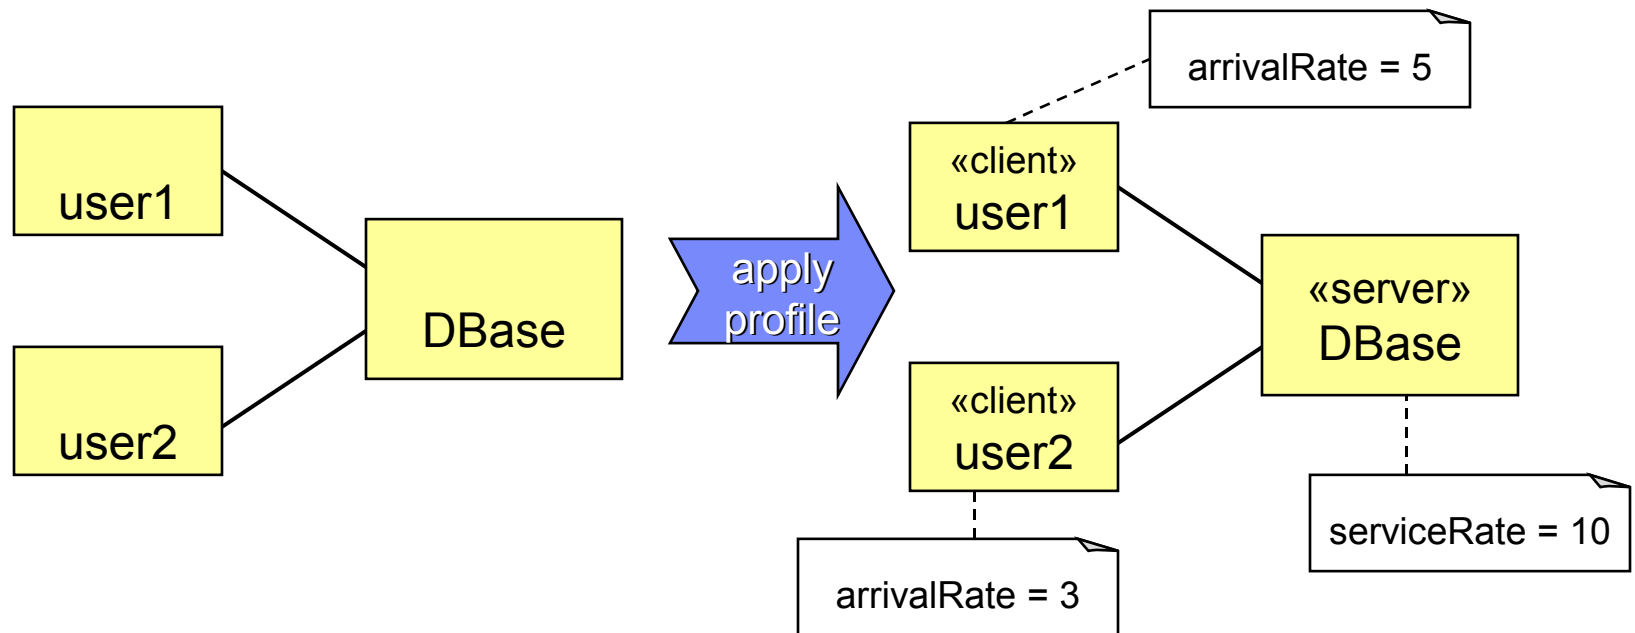 user1
user2
DBase
apply
profile
arrivalRate = 5
«client»
user1
«client»
user2
arrivalRate = 3
«server»
DBase
serviceRate = 10